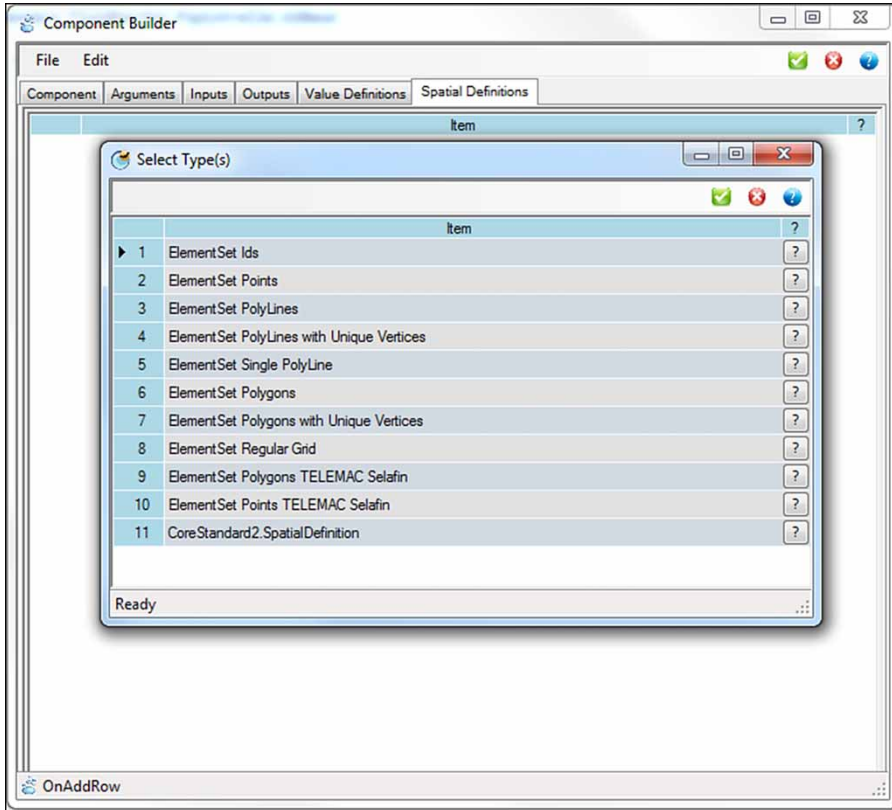 Component Builder
File Edit
Component Arguments Inputs Outputs Value Definitions Spatial Definitions
Item ?
Select Type(s)
Item ?
1 ElementSet Ids ?
2 ElementSet Points ?
3 ElementSet PolyLines ?
4 ElementSet PolyLines with Unique Vertices ?
5 ElementSet Single PolyLine ?
6 ElementSet Polygons ?
7 ElementSet Polygons with Unique Vertices ?
8 ElementSet Regular Grid ?
9 ElementSet Polygons TELEMAC Selafin ?
10 ElementSet Points TELEMAC Selafin ?
11 CoreStandard2.SpatialDefinition ?
Ready
OnAddRow